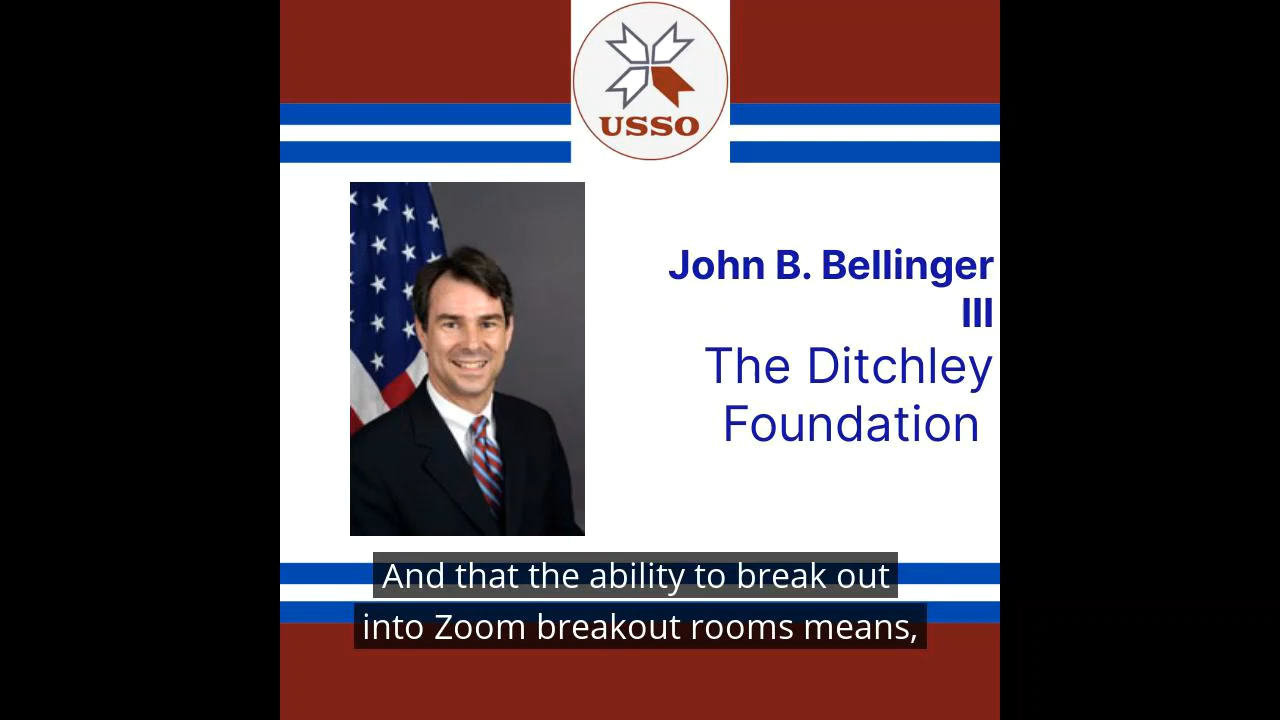 USSO
John B. Bellinger
III
The Ditchley
Foundation
And that the ability to break out
into Zoom breakout rooms means,